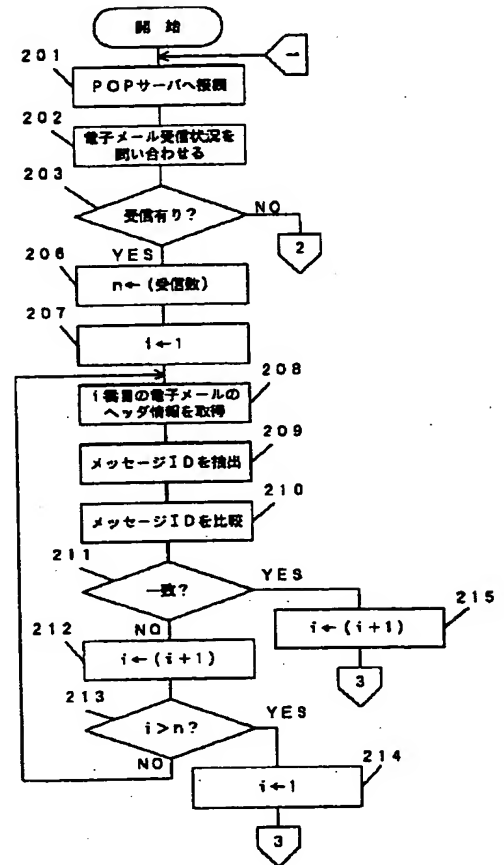 開 始
1
201
POPサーバへ接続
202
電子メール受信状況を
問い合わせる
203
受信有り?
NO
2
YES
206
n←(受信数)
207
i←1
208
i番目の電子メールの
ヘッダ情報を取得
209
メッセージIDを抽出
210
メッセージIDを比較
211
一致?
YES
215
i←(i+1)
3
NO
212
i←(i+1)
213
i>n?
YES
NO
214
i←1
3